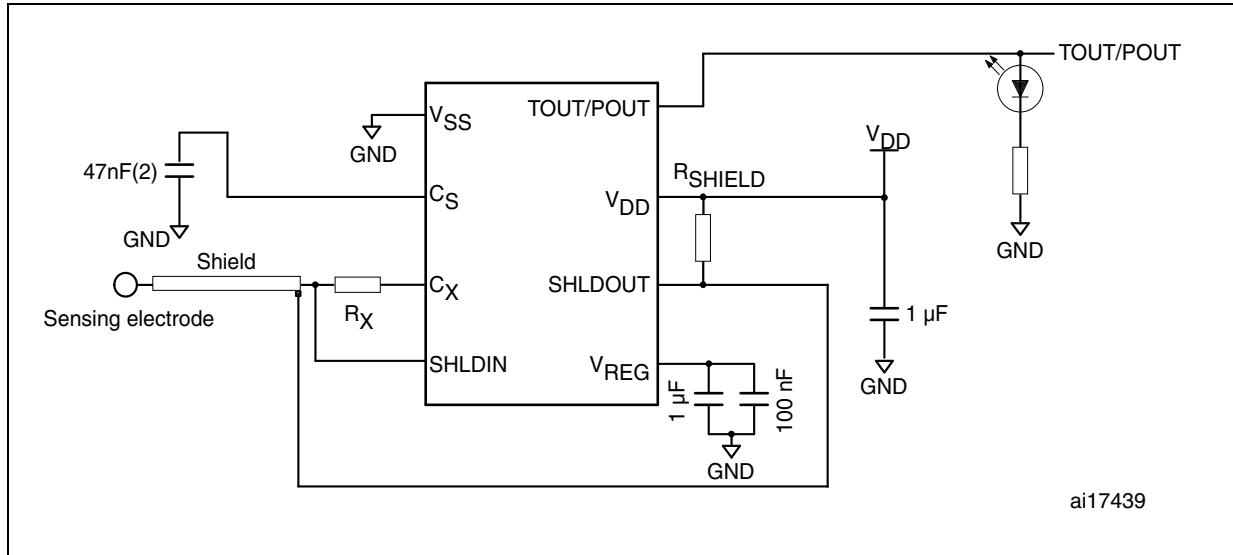 TOUT/POUT
VSS
TOUT/POUT
GND
VDD
47nF(2)
RSHIELD
CS
VDD
GND
GND
Shield
CX
SHLDOUT
1 µF
Sensing electrode
RX
SHLDIN
VREG
GND
1 µF
100 nF
GND
ai17439